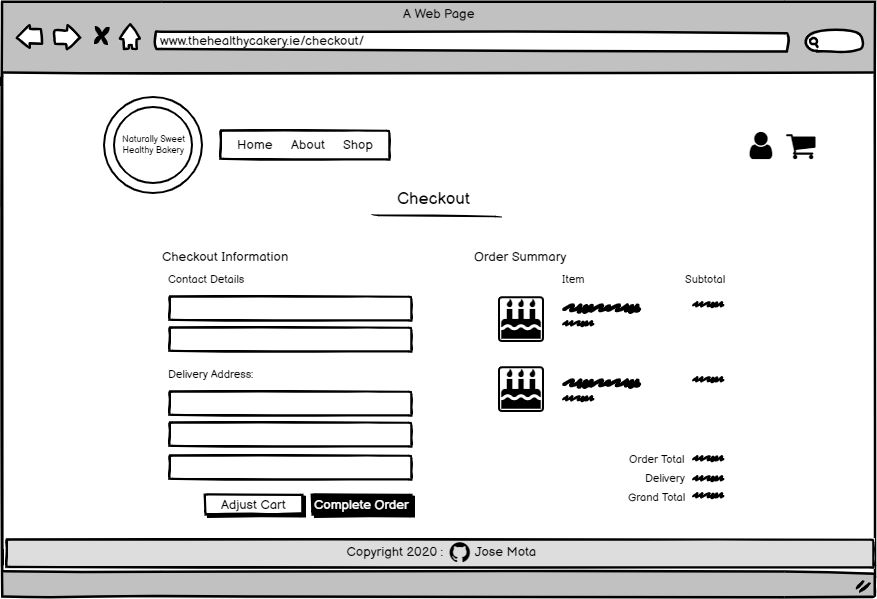 A Web Page
www.thehealthycakery.ie/checkout/
Naturally Sweet
Healthy Bakery
Home About Shop
Checkout
Checkout Information
Contact Details
Delivery Address:
Adjust Cart Complete Order
Order Summary
Item Subtotal
Order Total
Delivery
Grand Total
Copyright 2020 : Jose Mota